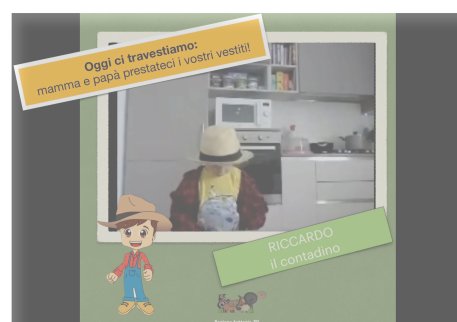 Oggi ci travestiamo:
mamma e papà prestateci i vostri vestiti!
RICCARDO
il contadino